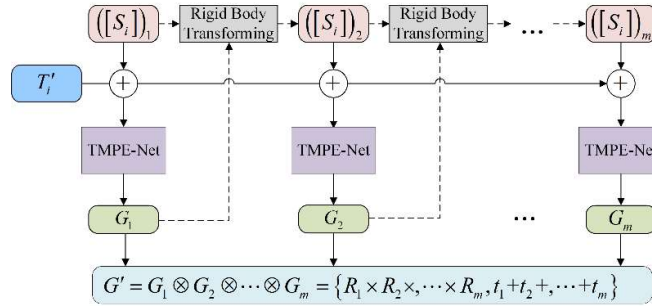 ([S_i])_1 Rigid Body Transforming ([S_i])_2 Rigid Body Transforming ... ([S_i])_m
T'_i + + +
TMPE-Net TMPE-Net TMPE-Net
G_1 G_2 ... G_m
G' = G_1 ⊗ G_2 ⊗ ⋯ ⊗ G_m = {R_1 × R_2 ×, ⋯ × R_m, t_1+t_2+, ⋯+t_m}